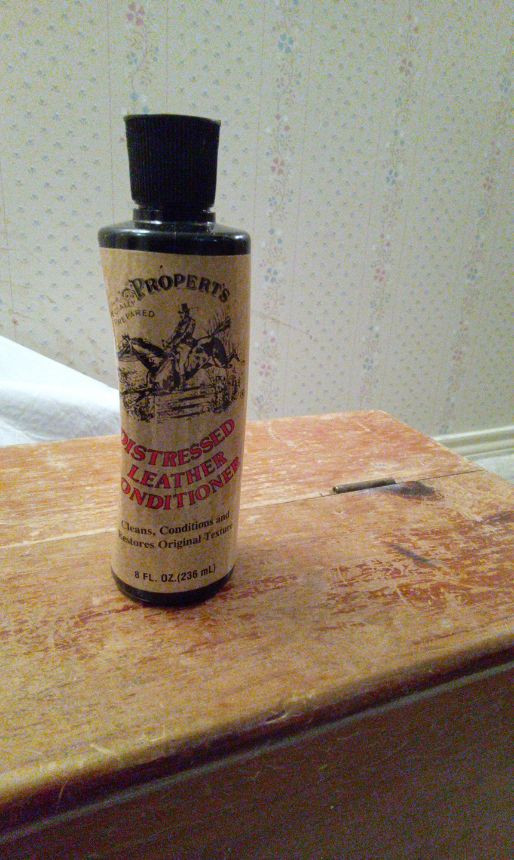 PROPERT'S
PREPARED
DISTRESSED
LEATHER
CONDITIONER
Cleans, Conditions and
Restores Original Texture
8 FL. OZ.(236 mL)